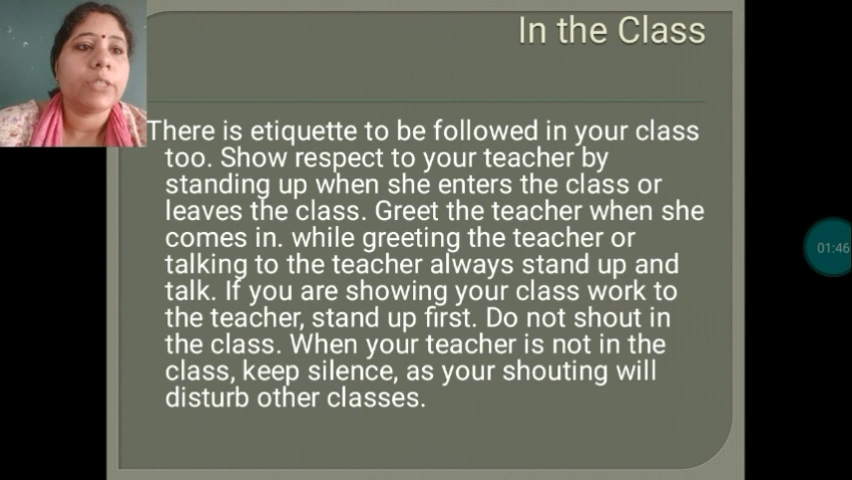 In the Class
There is etiquette to be followed in your class
too. Show respect to your teacher by
standing up when she enters the class or
leaves the class. Greet the teacher when she
comes in. while greeting the teacher or
talking to the teacher always stand up and
talk. If you are showing your class work to
the teacher, stand up first. Do not shout in
the class. When your teacher is not in the
class, keep silence, as your shouting will
disturb other classes.
01:46